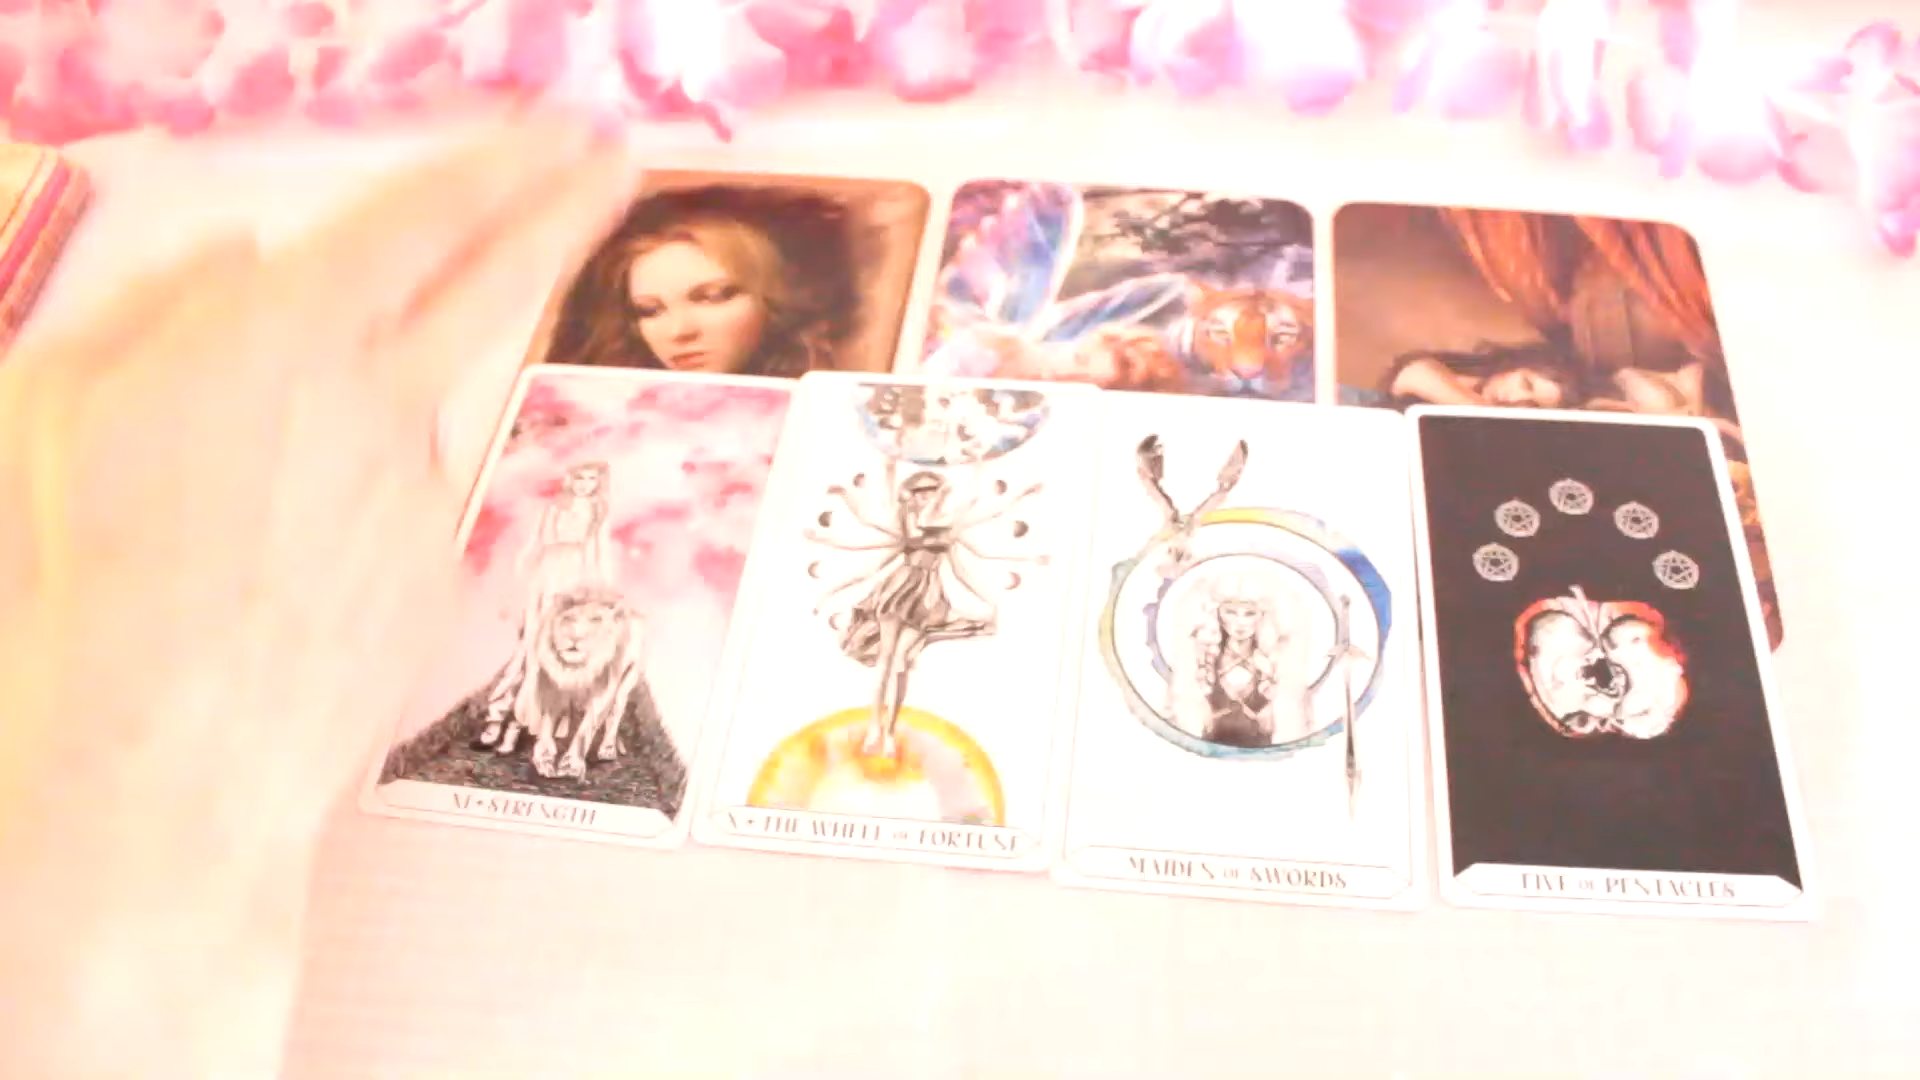 XI • STRENGTH
X • THE WHEEL OF FORTUNE
MAIDEN OF SWORDS
FIVE OF PENTACLES